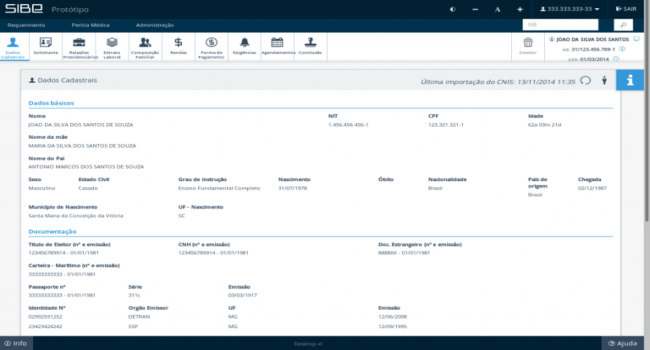 SIBE Protótipo
A
333.333.333-33
SAIR
Requerimento Perícia Médica Administração
NB
Dados Cadastrais
Solicitante
Relações Previdenciárias
Extrato Laboral
Composição Familiar
Rendas
Forma de Pagamento
Exigências
Agendamentos
Conclusão
JOAO DA SILVA DOS SANTOS
31/123.456.789-1
01/03/2014
Dados Cadastrais
Última importação do CNIS: 13/11/2014 11:35
Dados básicos
Nome NIT CPF Idade
JOAO DA SILVA DOS SANTOS DE SOUZA 1.456.456.456-1 123.321.321-1 62a 03m 21d
Nome da mãe
MARIA DA SILVA DOS SANTOS DE SOUZA
Nome do Pai
ANTONIO MARCOS DOS SANTOS DE SOUZA
Sexo Estado Civil Grau de Instrução Nascimento Óbito Nacionalidade País de origem Chegada
Masculino Casado Ensino Fundamental Completo 31/07/1978 Brasil Brasil 02/12/1987
Município de Nascimento UF - Nascimento
Santa Maria da Conceição da Vitória SC
Documentação
Título de Eleitor (nº e emissão) CNH (nº e emissão) Doc. Estrangeiro (nº e emissão)
123456789914 - 01/01/1981 123456789914 - 01/01/1981 8888XX - 01/01/1981
Carteira - Marítimo (nº e emissão)
33333333333 - 01/01/1981
Passaporte nº Série Emissão
33333333333 - 01/01/1981 311c 03/03/1917
Identidade Nº Orgão Emissor UF Emissão
02992931252 DETRAN MG 12/06/2008
23423424242 SSP MG 12/09/1995
Info
Desktop-xl
Ajuda